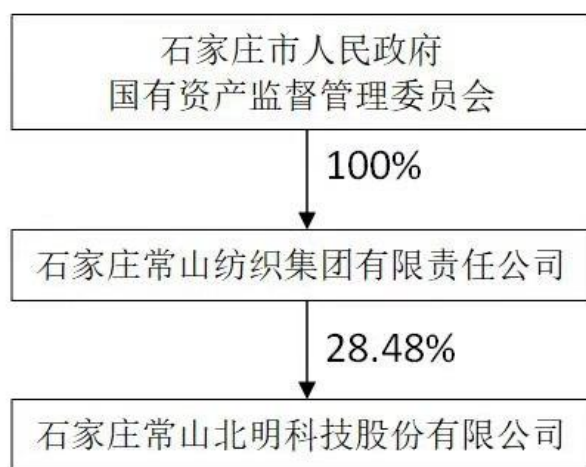 石家庄市人民政府
国有资产监督管理委员会
100%
石家庄常山纺织集团有限责任公司
28.48%
石家庄常山北明科技股份有限公司